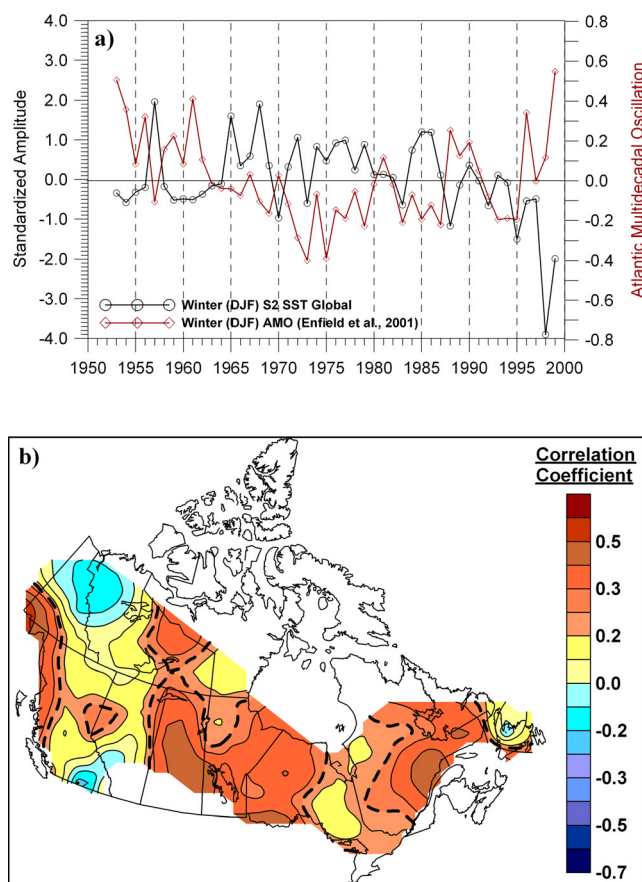 a)
Standardized Amplitude
4.0
3.0
2.0
1.0
0.0
-1.0
-2.0
-3.0
-4.0
Atlantic Multidecadal Oscillation
0.8
0.6
0.4
0.2
0.0
-0.2
-0.4
-0.6
-0.8
Winter (DJF) S2 SST Global
Winter (DJF) AMO (Enfield et al., 2001)
1950 1955 1960 1965 1970 1975 1980 1985 1990 1995 2000
b)
Correlation
Coefficient
0.5
0.3
0.2
0.0
-0.2
-0.3
-0.5
-0.7